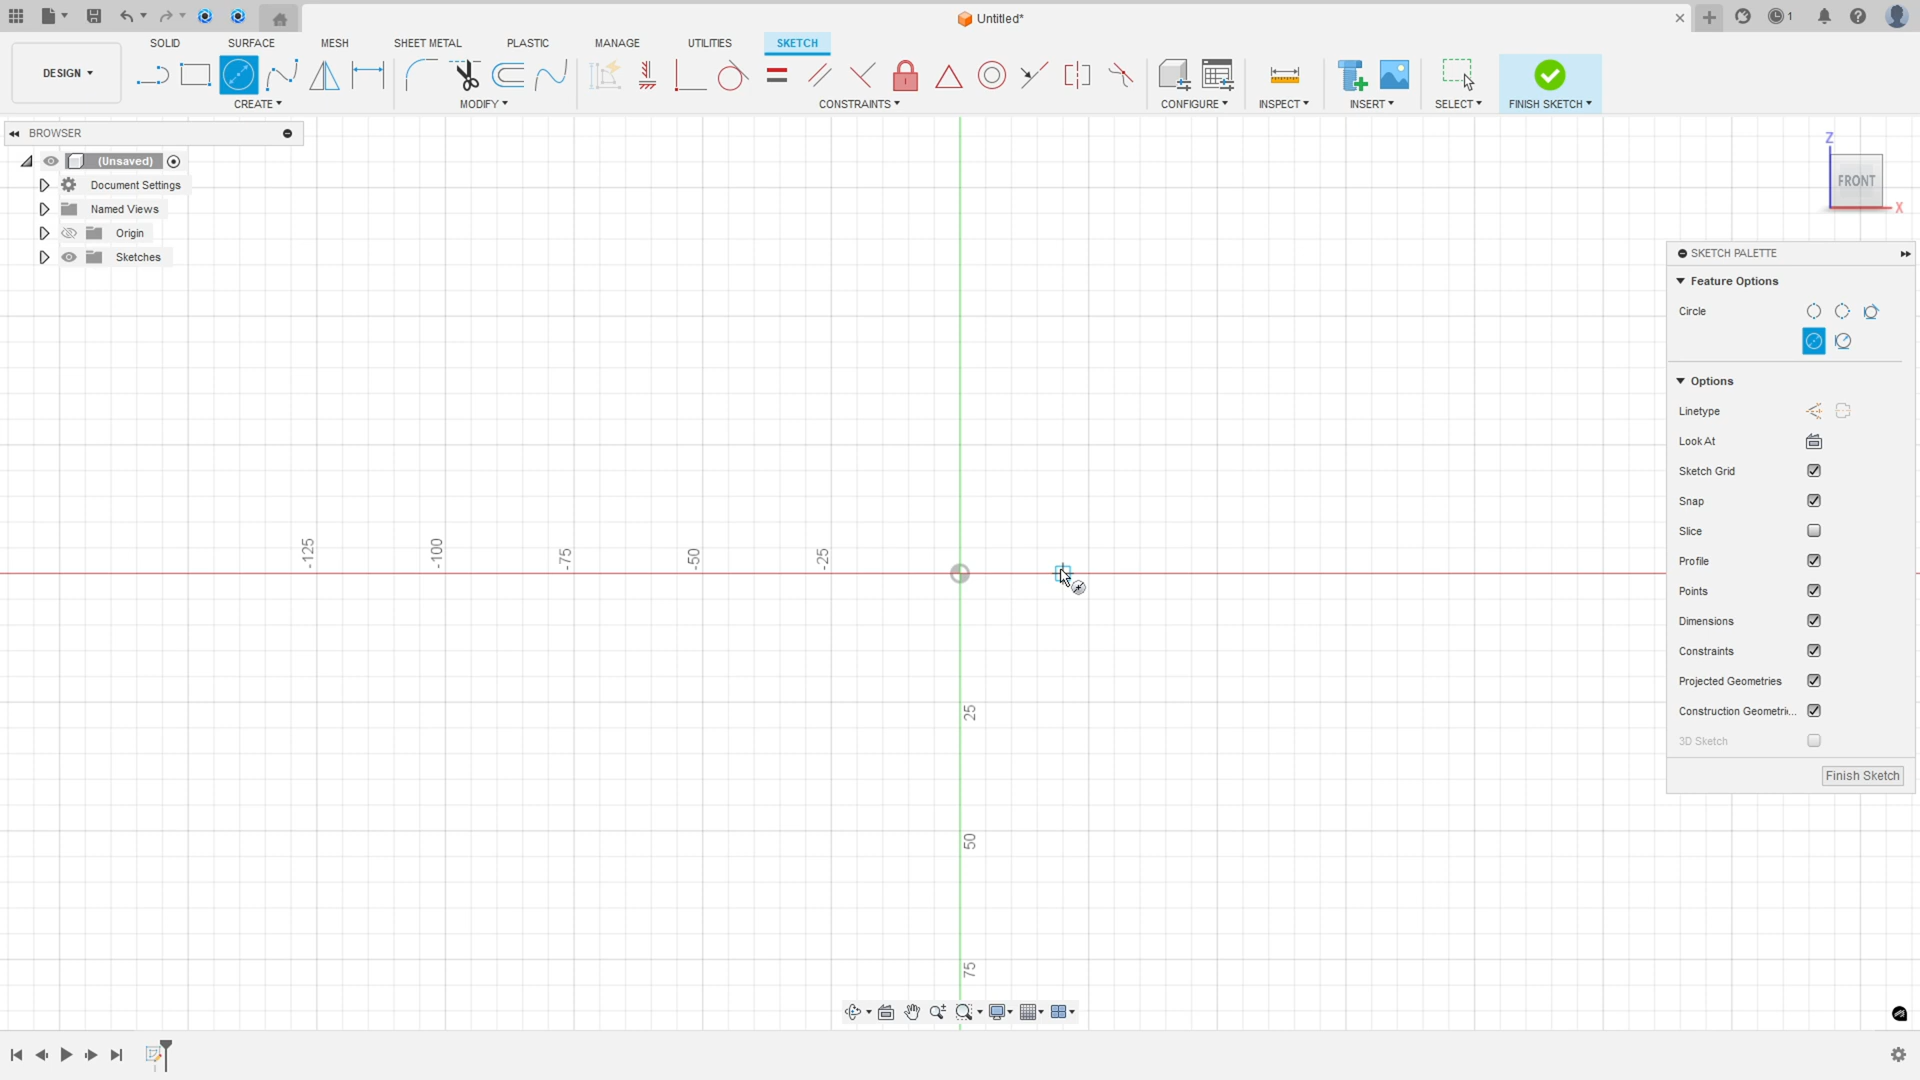 Untitled*
1
SOLID
SURFACE
MESH
SHEET METAL
PLASTIC
MANAGE
UTILITIES
SKETCH
DESIGN
CREATE
MODIFY
CONSTRAINTS
CONFIGURE
INSPECT
INSERT
SELECT
FINISH SKETCH
BROWSER
(Unsaved)
Document Settings
Named Views
Origin
Sketches
Z
FRONT
X
SKETCH PALETTE
Feature Options
Circle
Options
Linetype
Look At
Sketch Grid
Snap
Slice
Profile
Points
Dimensions
Constraints
Projected Geometries
Construction Geometri...
3D Sketch
Finish Sketch
-125
-100
-75
-50
-25
25
50
75